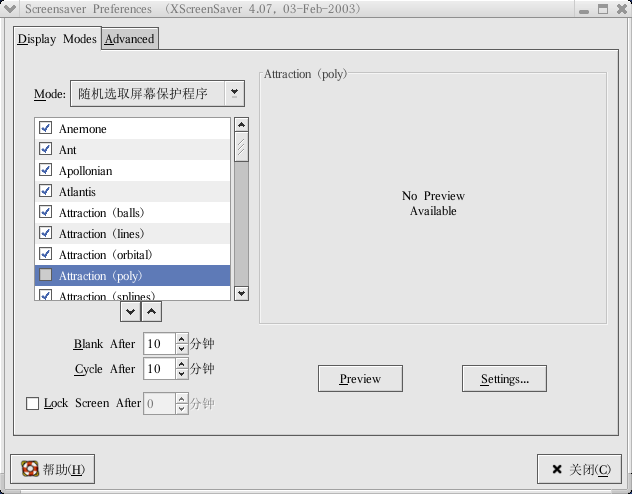 Screensaver Preferences (XScreenSaver 4.07, 03-Feb-2003)
Display Modes Advanced
Mode: 随机选取屏幕保护程序
Anemone
Ant
Apollonian
Atlantis
Attraction (balls)
Attraction (lines)
Attraction (orbital)
Attraction (poly)
Attraction (splines)
Attraction (poly)
No Preview
Available
Blank After 10 分钟
Cycle After 10 分钟
Lock Screen After 0 分钟
Preview Settings...
帮助(H) 关闭(C)